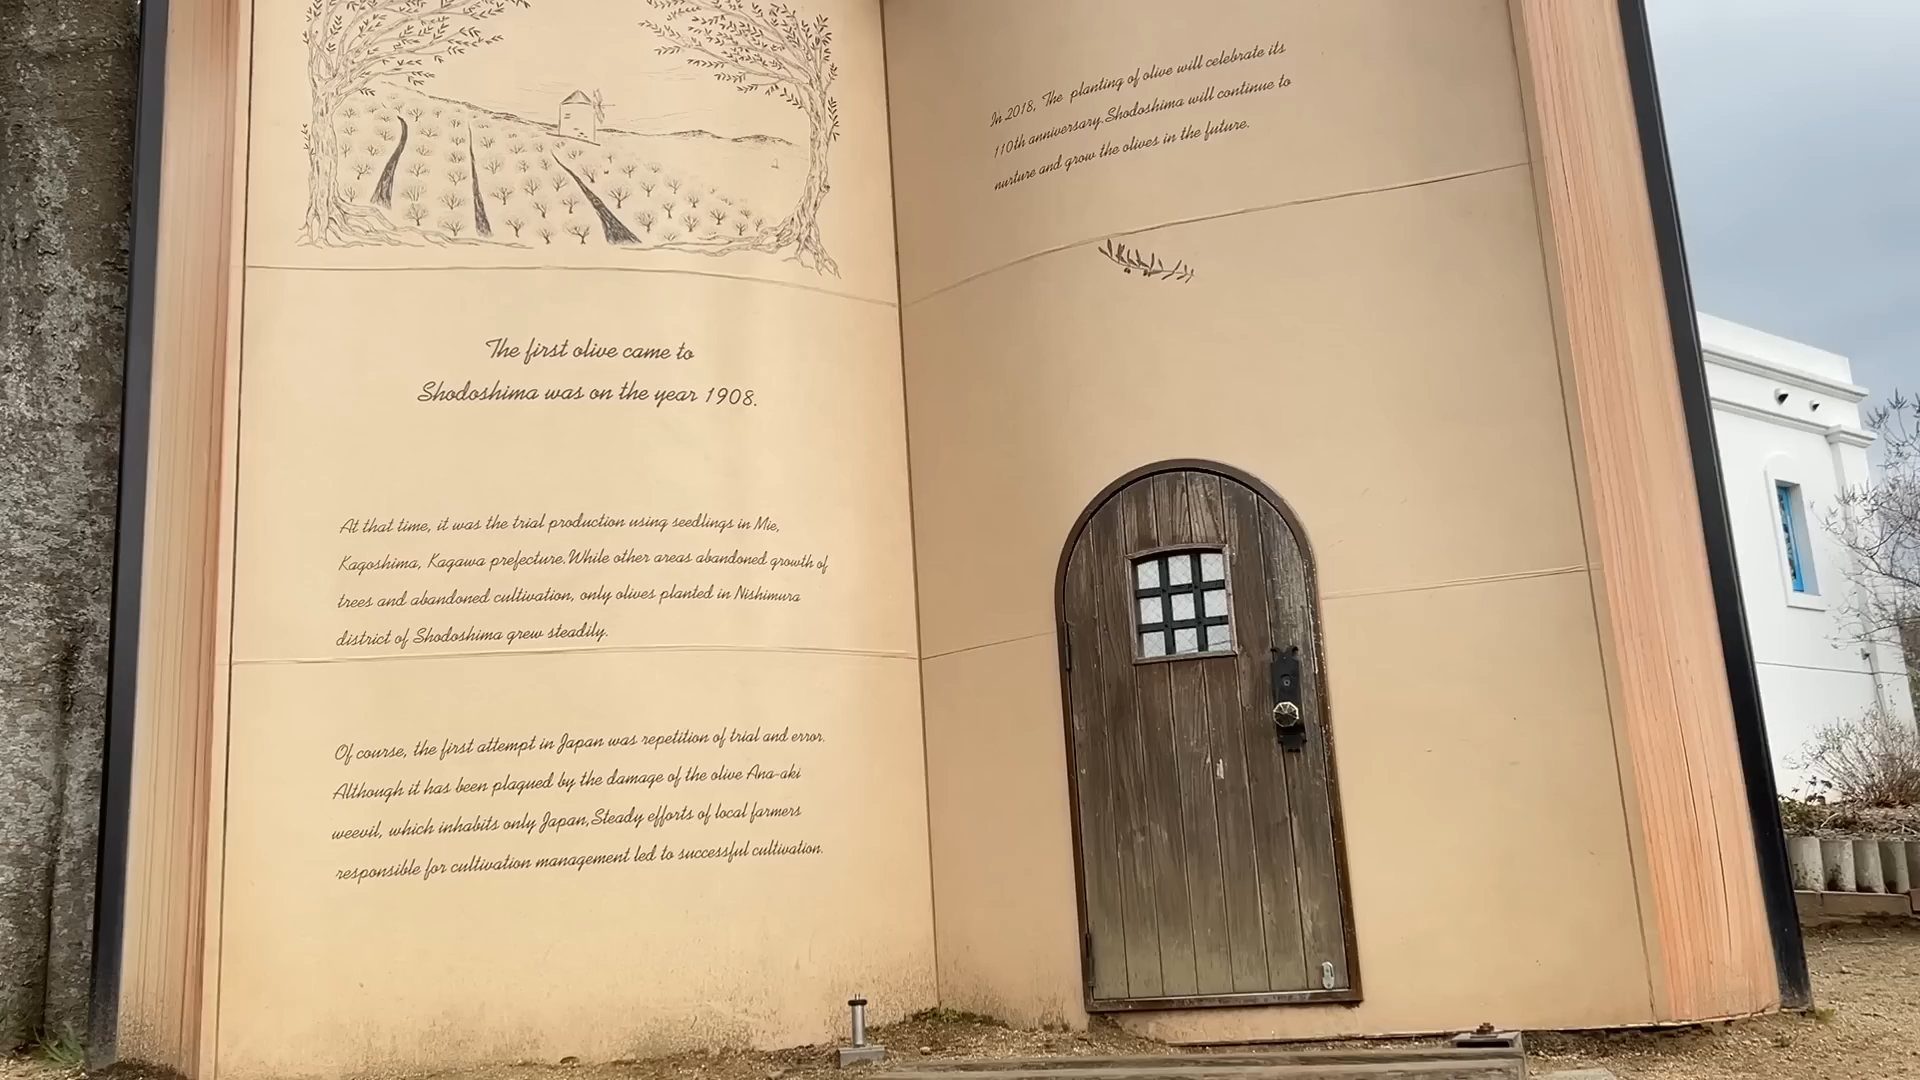 The first olive came to
Shodoshima was on the year 1908.
At that time, it was the trial production using seedlings in Mie,
Kagoshima, Kagawa prefecture. While other areas abandoned growth of
trees and abandoned cultivation, only olives planted in Nishimura
district of Shodoshima grew steadily.
Of course, the first attempt in Japan was repetition of trial and error.
Although it has been plagued by the damage of the olive Ana-aki
weevil, which inhabits only Japan, Steady efforts of local farmers
responsible for cultivation management led to successful cultivation.
In 2018, The planting of olive will celebrate its
110th anniversary. Shodoshima will continue to
nurture and grow the olives in the future.